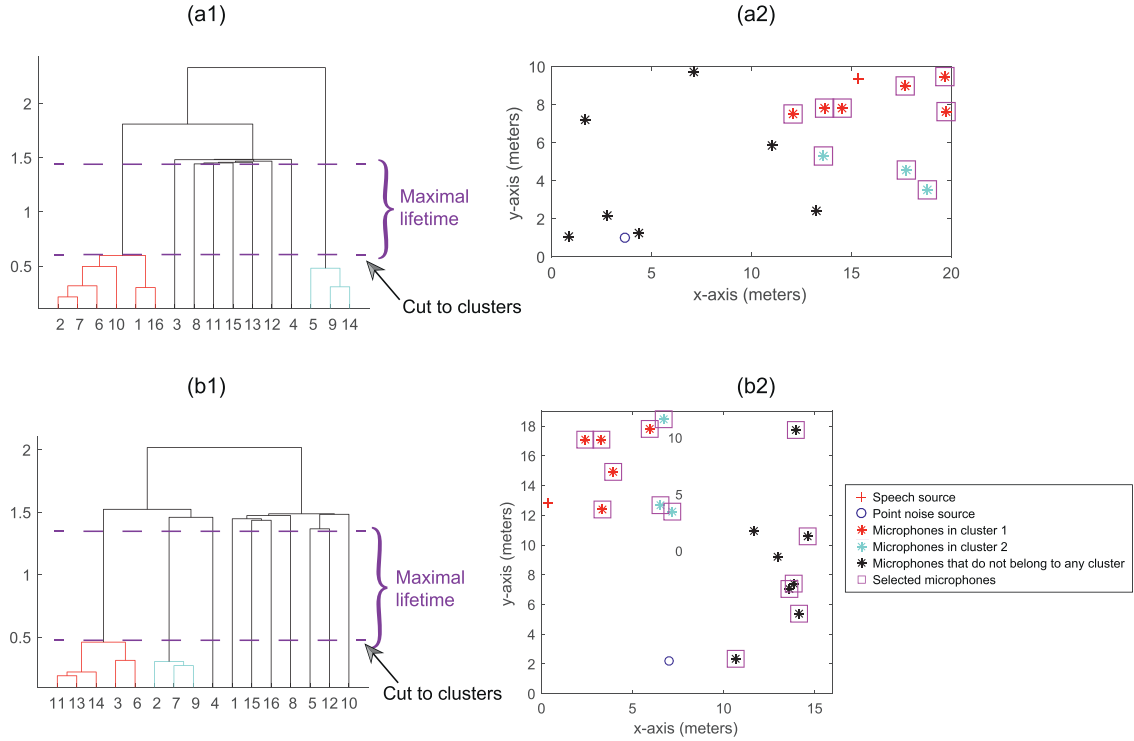 (a1)
(a2)
2
1.5
1
0.5
Maximal
lifetime
Cut to clusters
2 7 6 10 1 16 3 8 11 15 13 12 4 5 9 14
10
8
6
4
2
0
y-axis (meters)
0 5 10 15 20
x-axis (meters)
(b1)
(b2)
2
1.5
1
0.5
Maximal
lifetime
Cut to clusters
11 13 14 3 6 2 7 9 4 1 15 16 8 5 12 10
18
16
14
12
10
8
6
4
2
0
y-axis (meters)
10
5
0
0 5 10 15
x-axis (meters)
Speech source
Point noise source
Microphones in cluster 1
Microphones in cluster 2
Microphones that do not belong to any cluster
Selected microphones